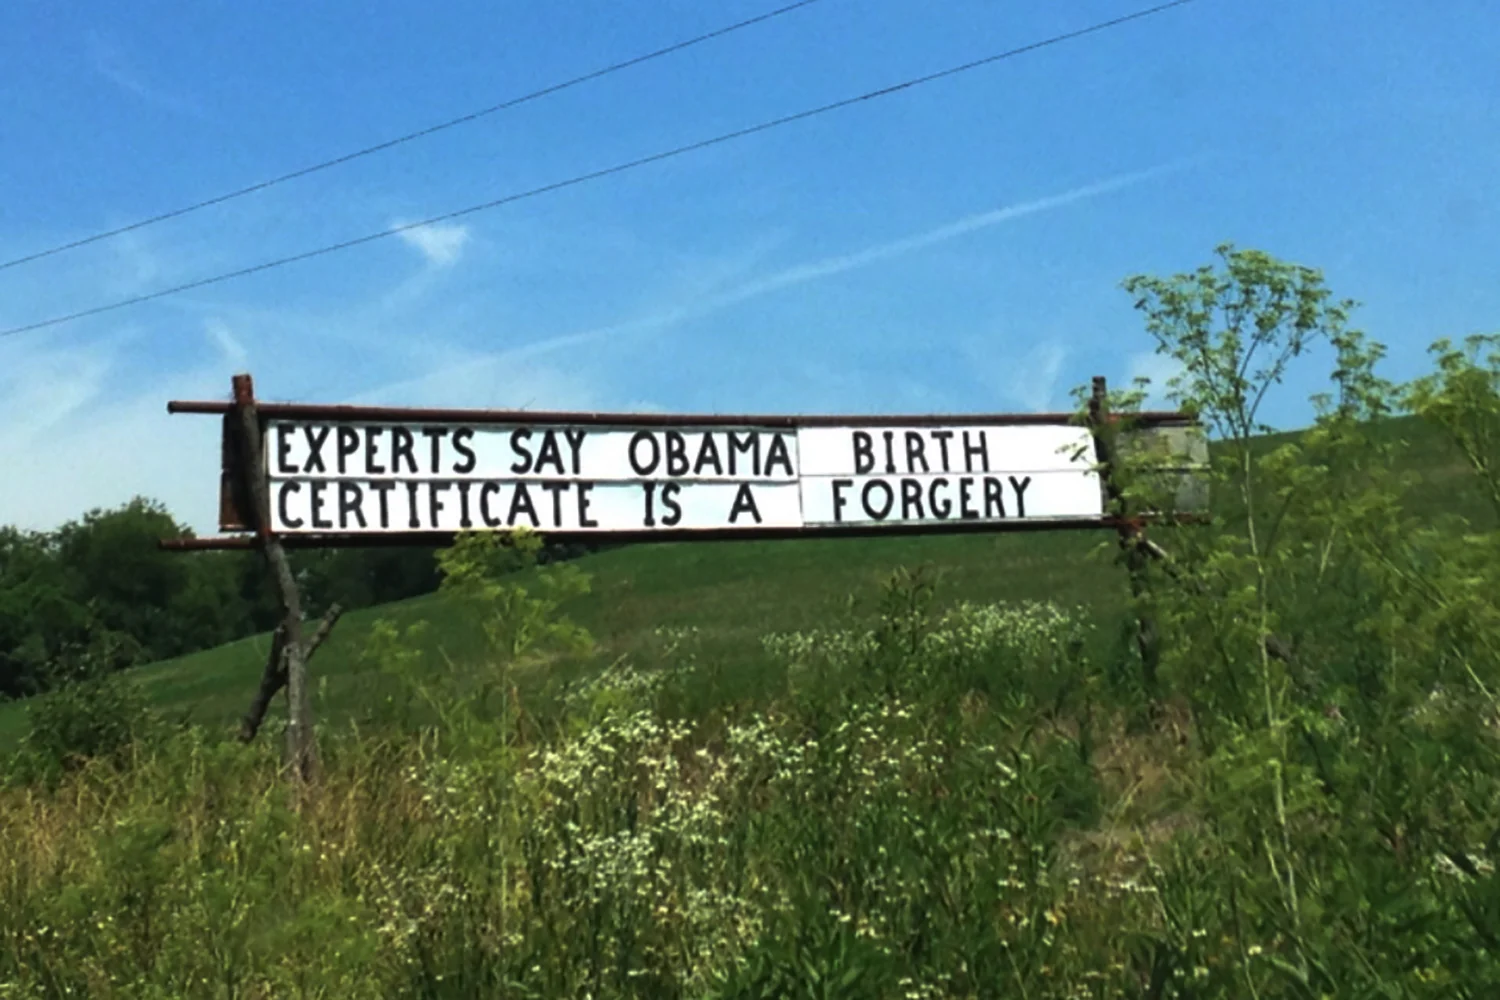 EXPERTS SAY OBAMA BIRTH
CERTIFICATE IS A FORGERY